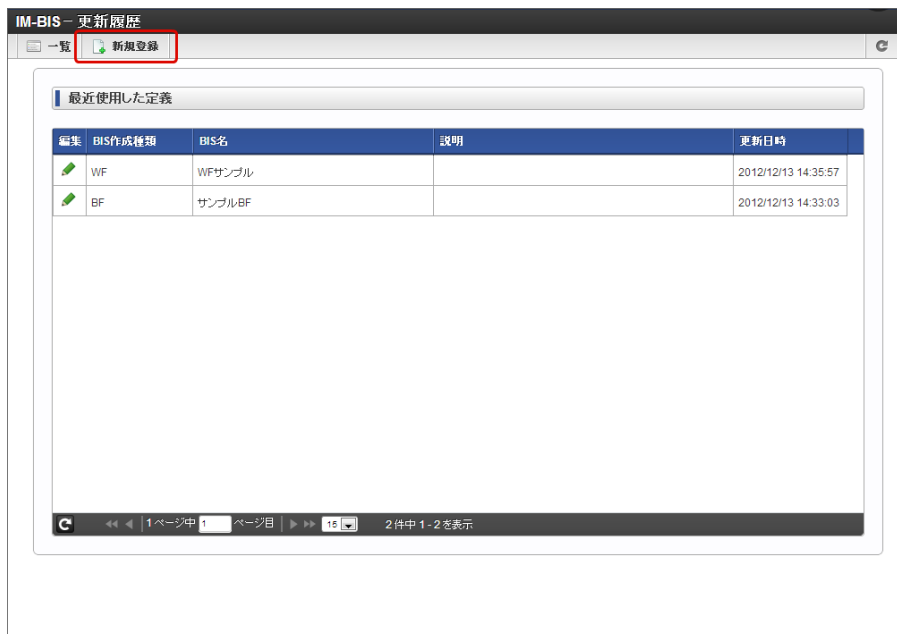 IM-BIS－更新履歴
一覧 新規登録
最近使用した定義
編集 BIS作成種類 BIS名 説明 更新日時
WF WFサンプル 2012/12/13 14:35:57
BF サンプルBF 2012/12/13 14:33:03
1ページ中 1 ページ目 15 2件中 1 - 2 を表示